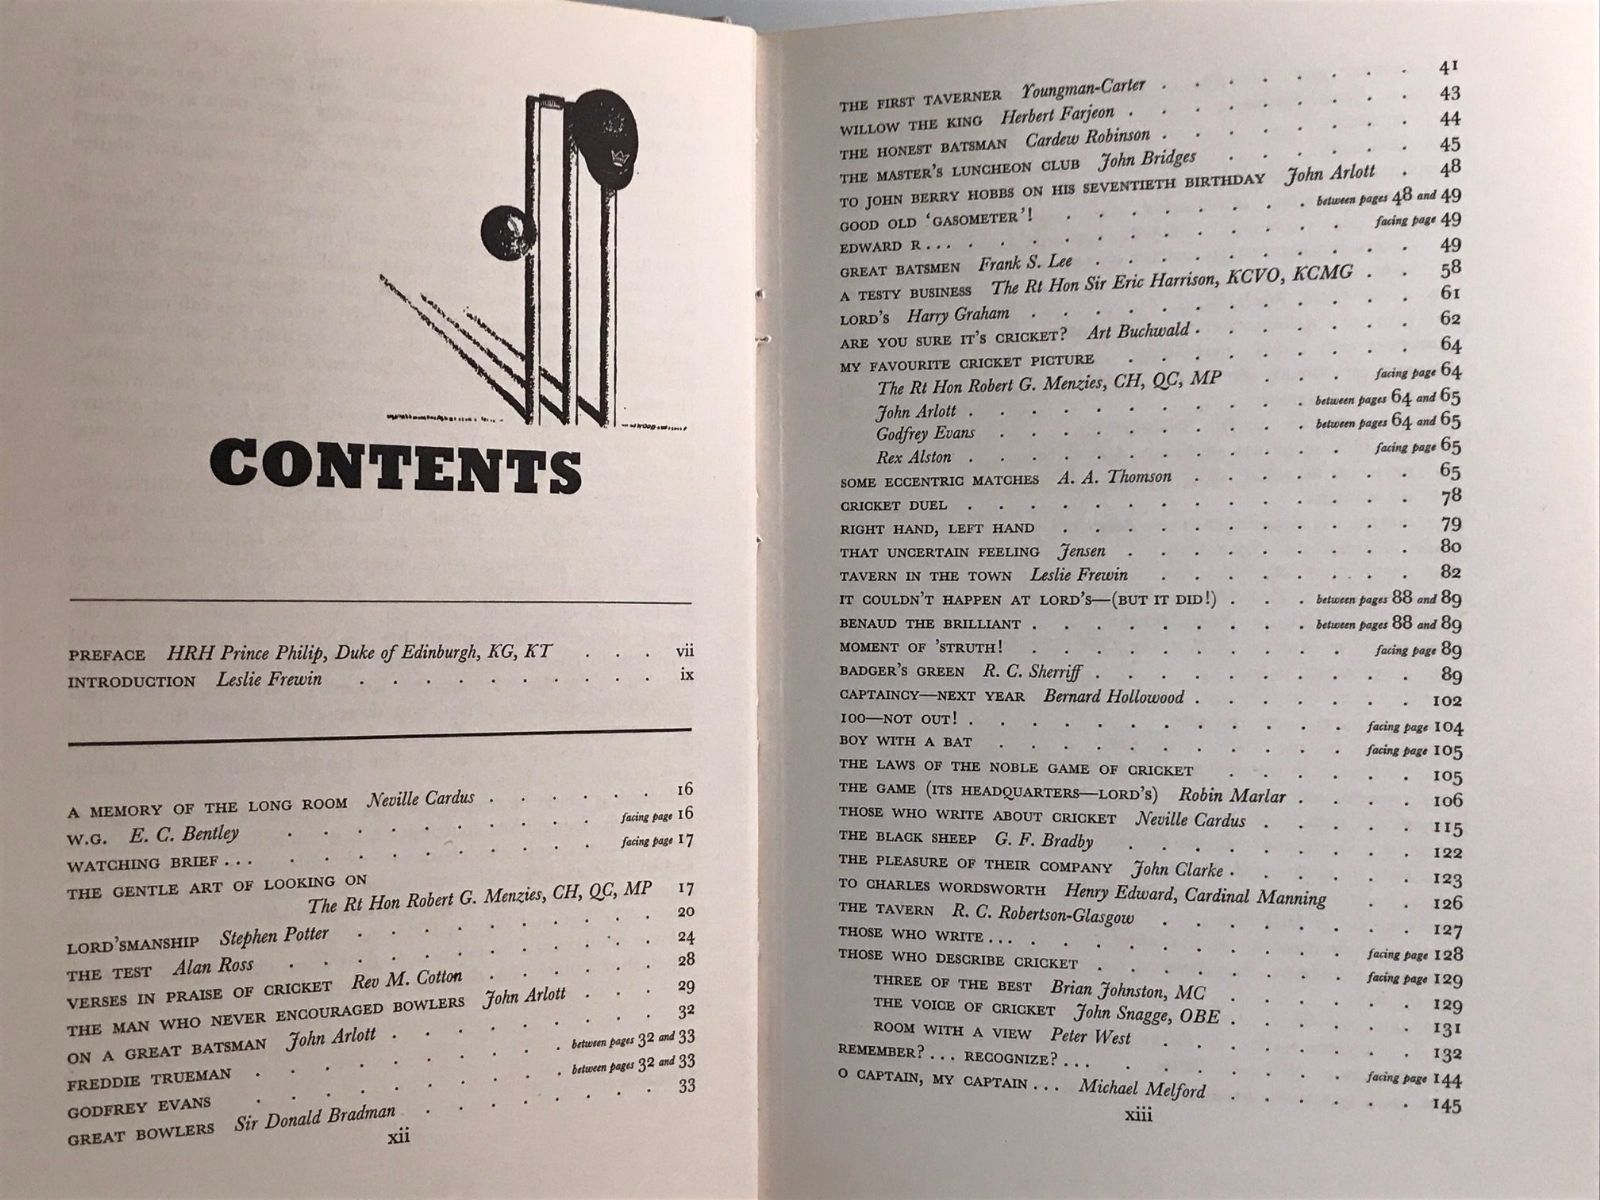 CONTENTS
PREFACE HRH Prince Philip, Duke of Edinburgh, KG, KT . . . vii
INTRODUCTION Leslie Frewin . . . . . . . . . ix
A MEMORY OF THE LONG ROOM Neville Cardus . . . . . . 16
W.G. E. C. Bentley . . . . . . . facing page 16
WATCHING BRIEF . . . . . . . . . . facing page 17
THE GENTLE ART OF LOOKING ON
The Rt Hon Robert G. Menzies, CH, QC, MP 17
LORD'SMANSHIP Stephen Potter . . . . . . . . 20
THE TEST Alan Ross . . . . . . . . . . 24
VERSES IN PRAISE OF CRICKET Rev M. Cotton . . . . . 28
THE MAN WHO NEVER ENCOURAGED BOWLERS John Arlott . . . 29
ON A GREAT BATSMAN John Arlott . . . . . . . 32
FREDDIE TRUEMAN . . . . . . . between pages 32 and 33
GODFREY EVANS . . . . . . . between pages 32 and 33
GREAT BOWLERS Sir Donald Bradman . . . . . . . 33
xii
THE FIRST TAVERNER Youngman-Carter . . . . . . . . 41
WILLOW THE KING Herbert Farjeon . . . . . . . . . 43
THE HONEST BATSMAN Cardew Robinson . . . . . . . . 44
THE MASTER'S LUNCHEON CLUB John Bridges . . . . . . 45
TO JOHN BERRY HOBBS ON HIS SEVENTIETH BIRTHDAY John Arlott . 48
GOOD OLD 'GASOMETER'! . . . . . . . . between pages 48 and 49
EDWARD R . . . . . . . . . . . . . facing page 49
GREAT BATSMEN Frank S. Lee . . . . . . . . . . 49
A TESTY BUSINESS The Rt Hon Sir Eric Harrison, KCVO, KCMG . . 58
LORD'S Harry Graham . . . . . . . . . . . 61
ARE YOU SURE IT'S CRICKET? Art Buchwald . . . . . . . 62
MY FAVOURITE CRICKET PICTURE . . . . . . . . . 64
The Rt Hon Robert G. Menzies, CH, QC, MP . . . facing page 64
John Arlott . . . . . . . . between pages 64 and 65
Godfrey Evans . . . . . . . . between pages 64 and 65
Rex Alston . . . . . . . . . facing page 65
SOME ECCENTRIC MATCHES A. A. Thomson . . . . . . . 65
CRICKET DUEL . . . . . . . . . . . . 78
RIGHT HAND, LEFT HAND . . . . . . . . . . 79
THAT UNCERTAIN FEELING Jensen . . . . . . . . . 80
TAVERN IN THE TOWN Leslie Frewin . . . . . . . . 82
IT COULDN'T HAPPEN AT LORD'S—(BUT IT DID!) . . . between pages 88 and 89
BENAUD THE BRILLIANT . . . . . . . . between pages 88 and 89
MOMENT OF 'STRUTH! . . . . . . . . . facing page 89
BADGER'S GREEN R. C. Sherriff . . . . . . . . . 89
CAPTAINCY—NEXT YEAR Bernard Hollowood . . . . . . . 102
100—NOT OUT! . . . . . . . . . . . facing page 104
BOY WITH A BAT . . . . . . . . . . facing page 105
THE LAWS OF THE NOBLE GAME OF CRICKET . . . . . . 105
THE GAME (ITS HEADQUARTERS—LORD'S) Robin Marlar . . . . 106
THOSE WHO WRITE ABOUT CRICKET Neville Cardus . . . . . 115
THE BLACK SHEEP G. F. Bradby . . . . . . . . 122
THE PLEASURE OF THEIR COMPANY John Clarke . . . . . . 123
TO CHARLES WORDSWORTH Henry Edward, Cardinal Manning . . 126
THE TAVERN R. C. Robertson-Glasgow . . . . . . . 127
THOSE WHO WRITE . . . . . . . . . . . facing page 128
THOSE WHO DESCRIBE CRICKET . . . . . . . facing page 129
THREE OF THE BEST Brian Johnston, MC . . . . . 129
THE VOICE OF CRICKET John Snagge, OBE . . . . . . 131
ROOM WITH A VIEW Peter West . . . . . . . . 132
REMEMBER? . . . RECOGNIZE? . . . . . . . . . facing page 144
O CAPTAIN, MY CAPTAIN . . . Michael Melford . . . . . . 145
xiii